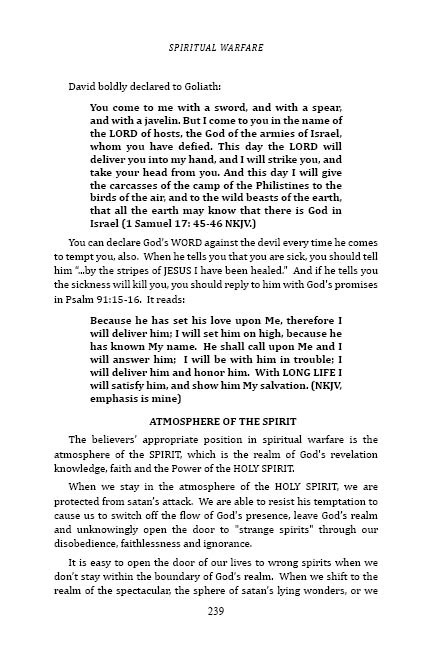 SPIRITUAL WARFARE
David boldly declared to Goliath:
You come to me with a sword, and with a spear,
and with a javelin. But I come to you in the name of
the LORD of hosts, the God of the armies of Israel,
whom you have defied. This day the LORD will
deliver you into my hand, and I will strike you, and
take your head from you. And this day I will give
the carcasses of the camp of the Philistines to the
birds of the air, and to the wild beasts of the earth,
that all the earth may know that there is God in
Israel (1 Samuel 17: 45-46 NKJV.)
You can declare God's WORD against the devil every time he comes
to tempt you, also. When he tells you that you are sick, you should tell
him "...by the stripes of JESUS I have been healed." And if he tells you
the sickness will kill you, you should reply to him with God's promises
in Psalm 91:15-16. It reads:
Because he has set his love upon Me, therefore I
will deliver him; I will set him on high, because he
has known My name. He shall call upon Me and I
will answer him; I will be with him in trouble; I
will deliver him and honor him. With LONG LIFE I
will satisfy him, and show him My salvation. (NKJV,
emphasis is mine)
ATMOSPHERE OF THE SPIRIT
The believers' appropriate position in spiritual warfare is the
atmosphere of the SPIRIT, which is the realm of God's revelation
knowledge, faith and the Power of the HOLY SPIRIT.
When we stay in the atmosphere of the HOLY SPIRIT, we are
protected from satan's attack. We are able to resist his temptation to
cause us to switch off the flow of God's presence, leave God's realm
and unknowingly open the door to "strange spirits" through our
disobedience, faithlessness and ignorance.
It is easy to open the door of our lives to wrong spirits when we
don't stay within the boundary of God's realm. When we shift to the
realm of the spectacular, the sphere of satan's lying wonders, or we
239